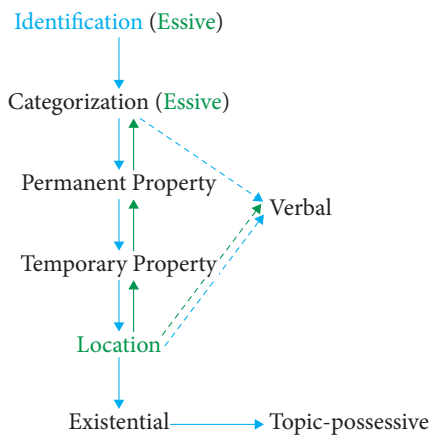 Identification (Essive)
Categorization (Essive)
Permanent Property
Verbal
Temporary Property
Location
Existential
Topic-possessive